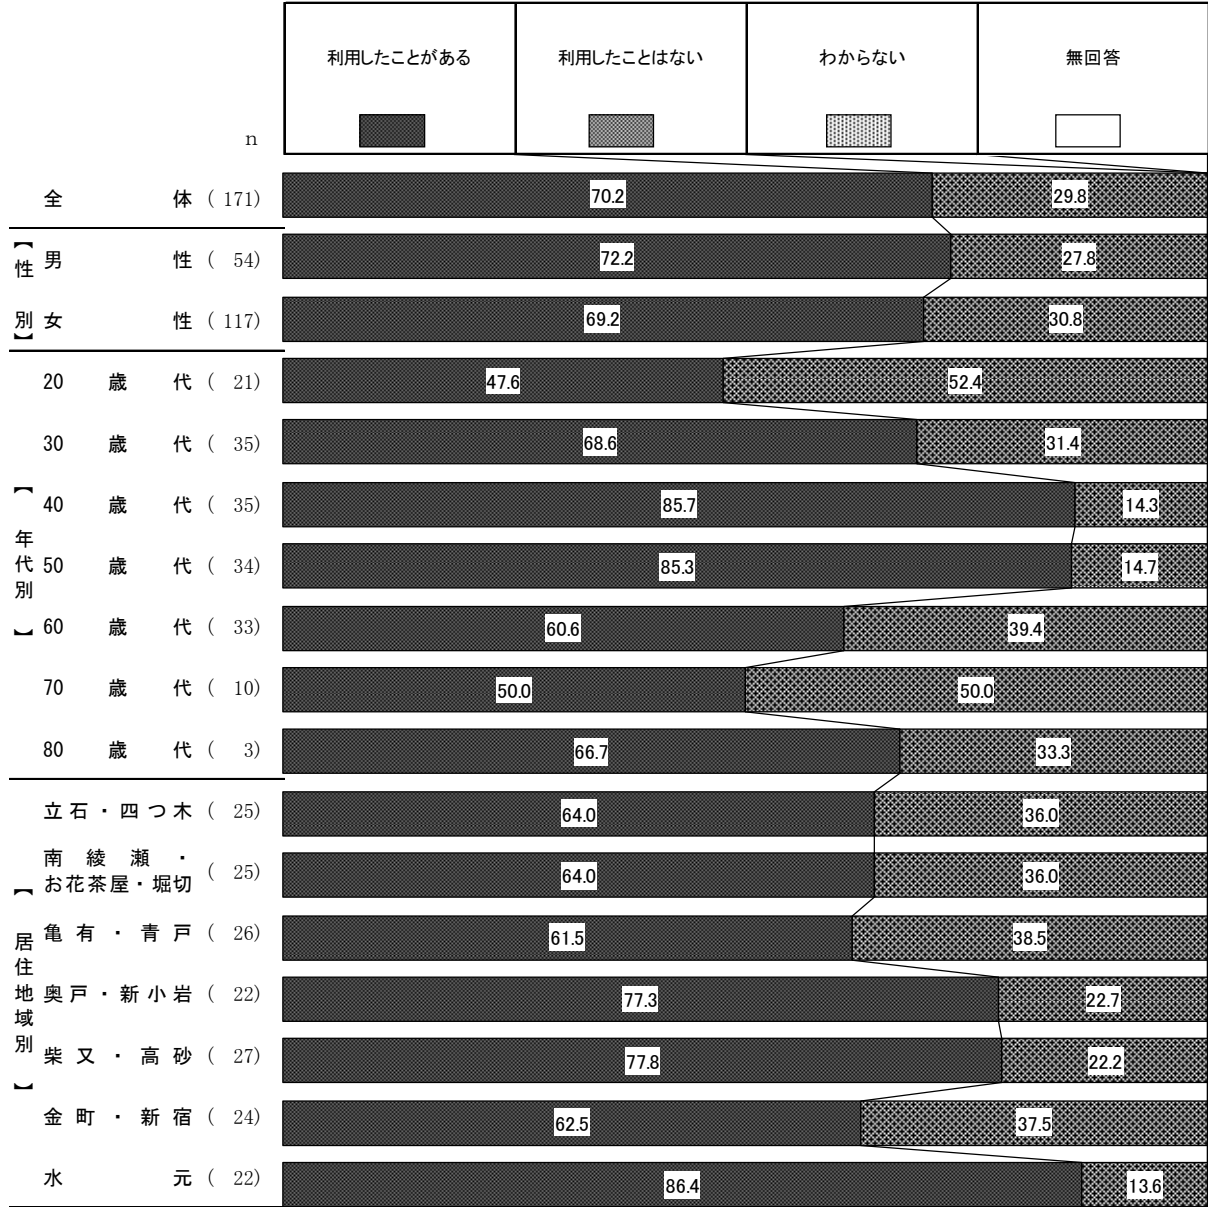 利用したことがある 利用したことはない わからない 無回答
n
全体 ( 171) 70.2 29.8
【性別】
男性 ( 54) 72.2 27.8
女性 ( 117) 69.2 30.8
【年代別】
20歳代 ( 21) 47.6 52.4
30歳代 ( 35) 68.6 31.4
40歳代 ( 35) 85.7 14.3
50歳代 ( 34) 85.3 14.7
60歳代 ( 33) 60.6 39.4
70歳代 ( 10) 50.0 50.0
80歳代 ( 3) 66.7 33.3
【居住地域別】
立石・四つ木 ( 25) 64.0 36.0
南綾瀬・
お花茶屋・堀切 ( 25) 64.0 36.0
亀有・青戸 ( 26) 61.5 38.5
奥戸・新小岩 ( 22) 77.3 22.7
柴又・高砂 ( 27) 77.8 22.2
金町・新宿 ( 24) 62.5 37.5
水元 ( 22) 86.4 13.6